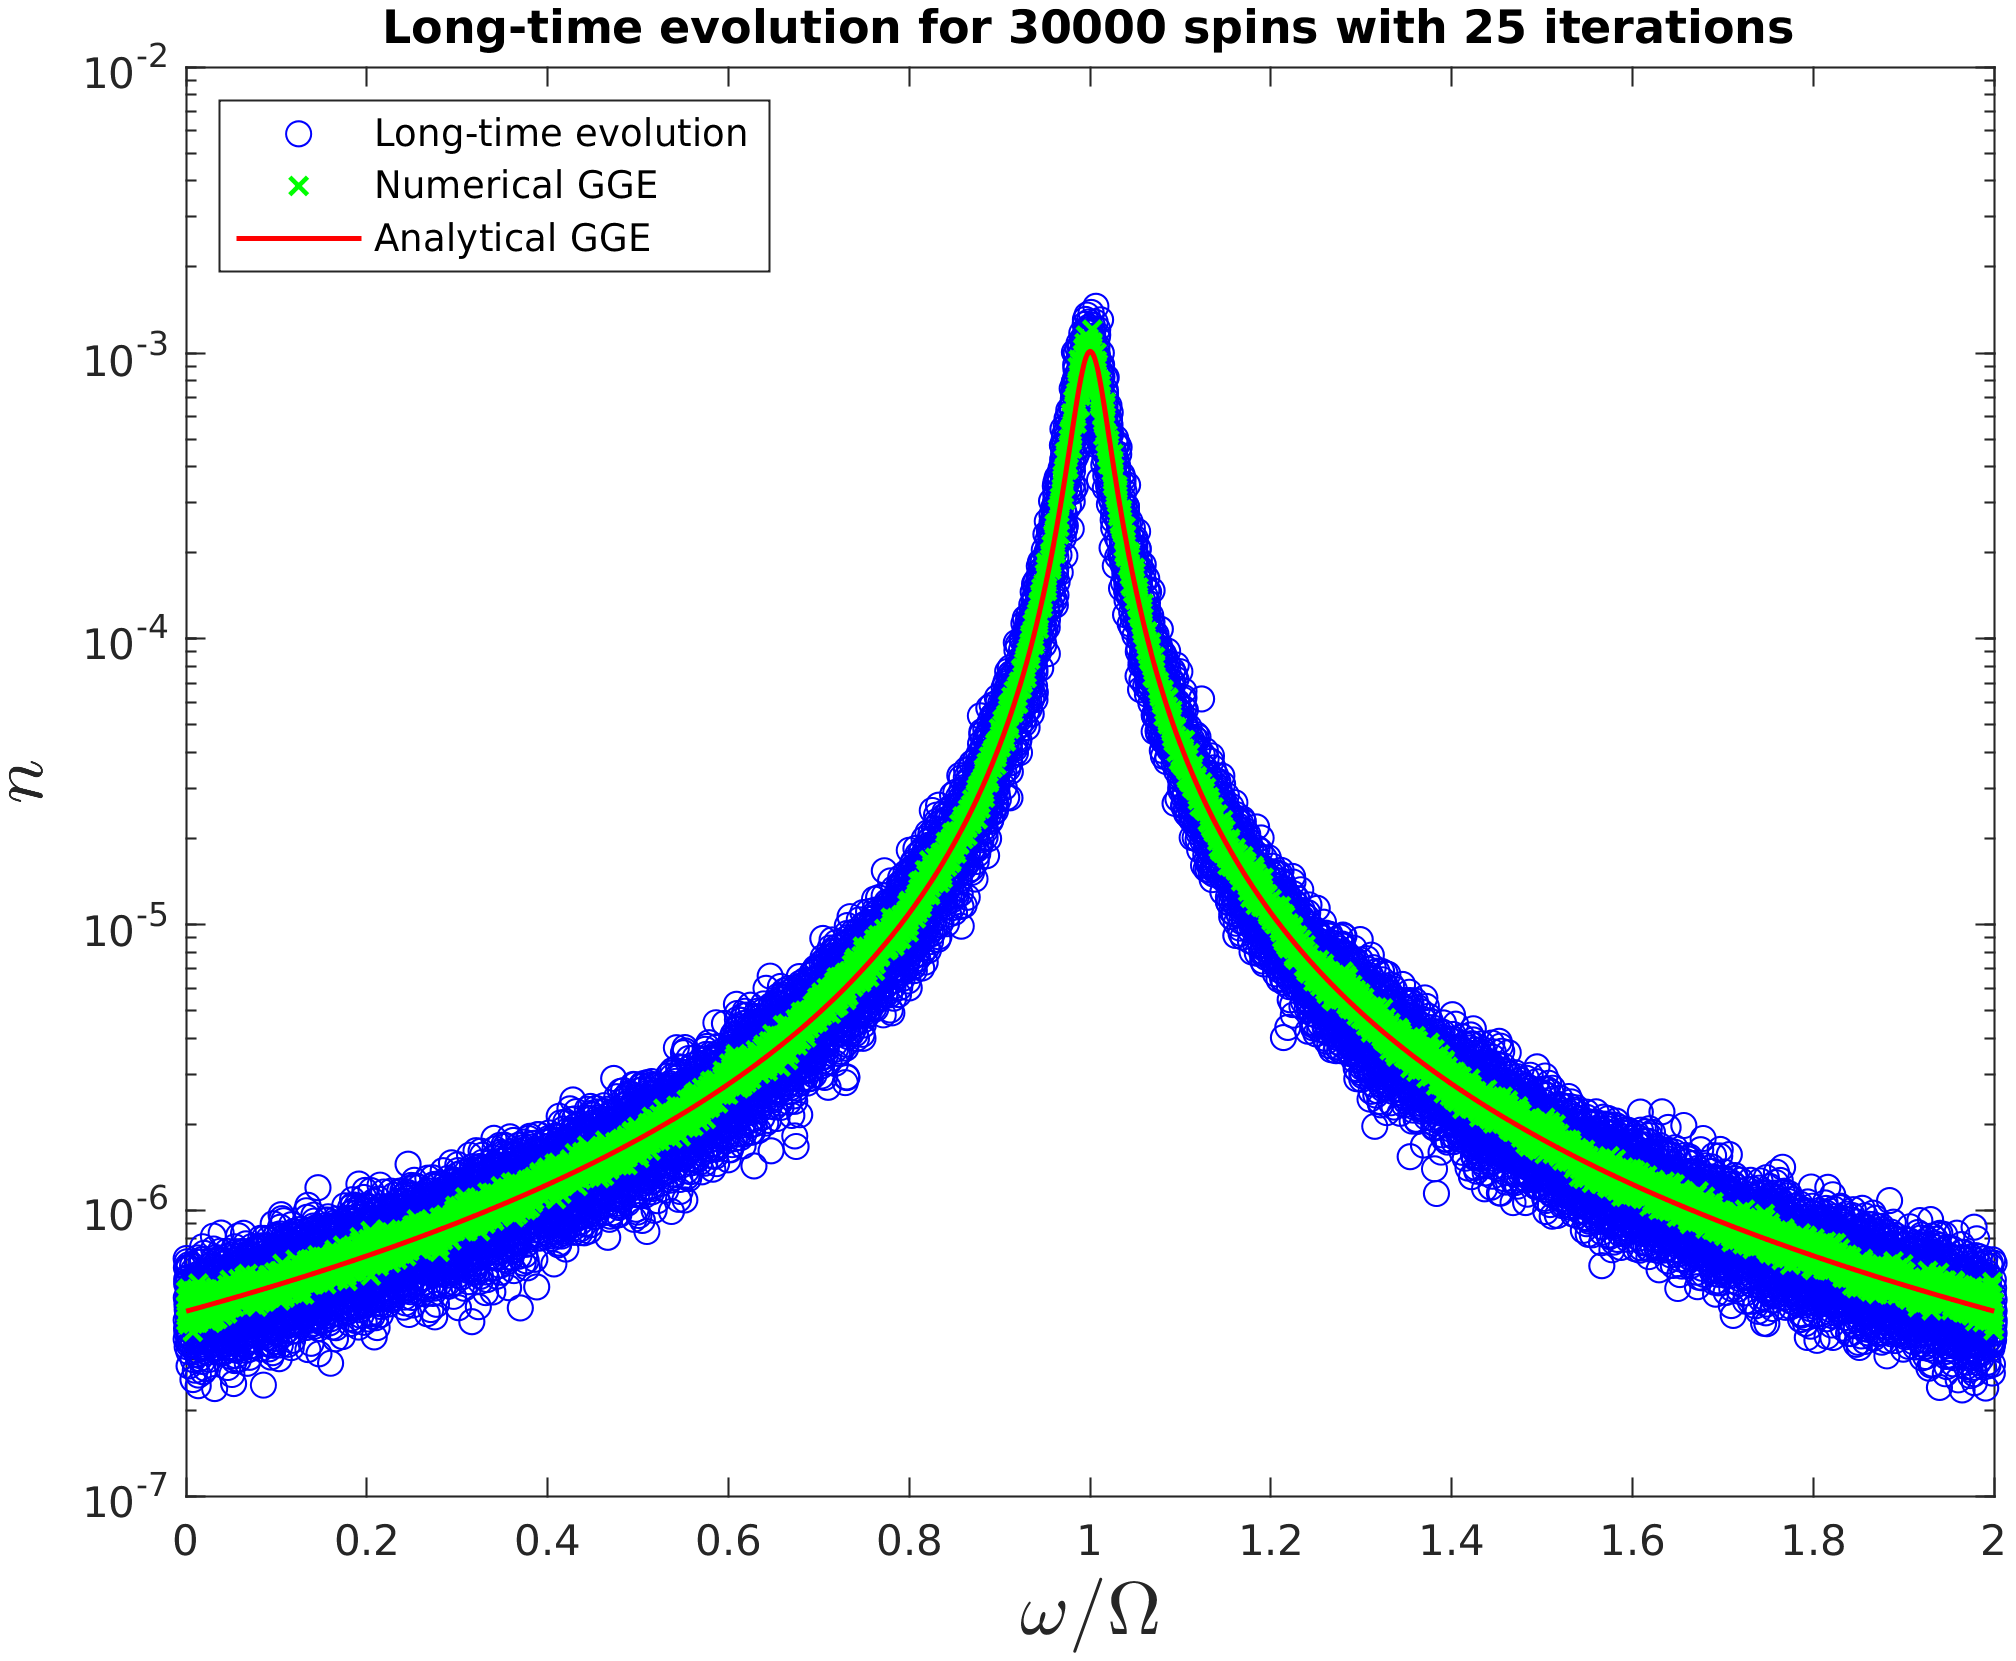 Long-time evolution for 30000 spins with 25 iterations
10^-2
Long-time evolution
Numerical GGE
Analytical GGE
10^-3
10^-4
n
10^-5
10^-6
10^-7
0 0.2 0.4 0.6 0.8 1 1.2 1.4 1.6 1.8 2
ω/Ω